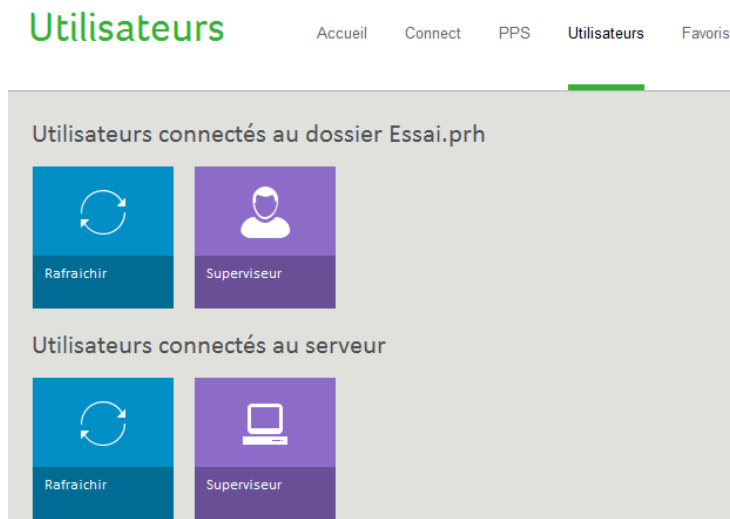 Utilisateurs
Accueil Connect PPS Utilisateurs Favoris
Utilisateurs connectés au dossier Essai.prh
Rafraichir Superviseur
Utilisateurs connectés au serveur
Rafraichir Superviseur